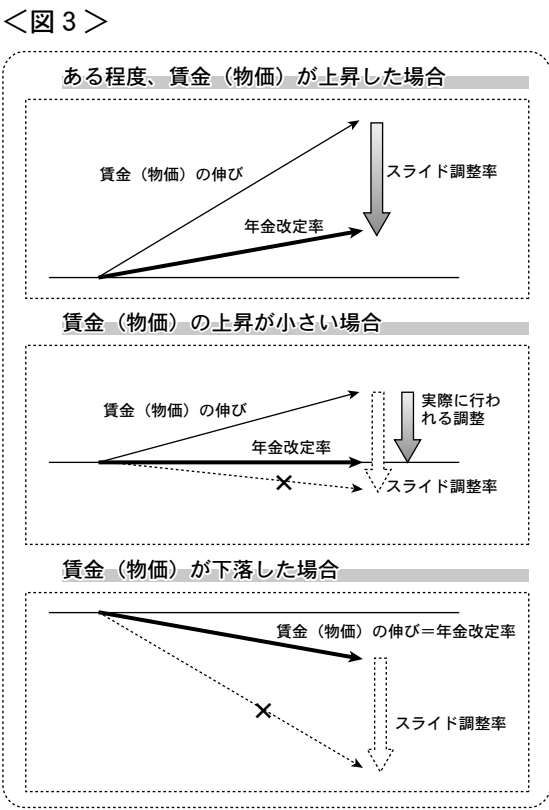 ＜図3＞
ある程度、賃金（物価）が上昇した場合
賃金（物価）の伸び
スライド調整率
年金改定率
賃金（物価）の上昇が小さい場合
賃金（物価）の伸び
実際に行わ
れる調整
年金改定率
スライド調整率
賃金（物価）が下落した場合
賃金（物価）の伸び＝年金改定率
スライド調整率